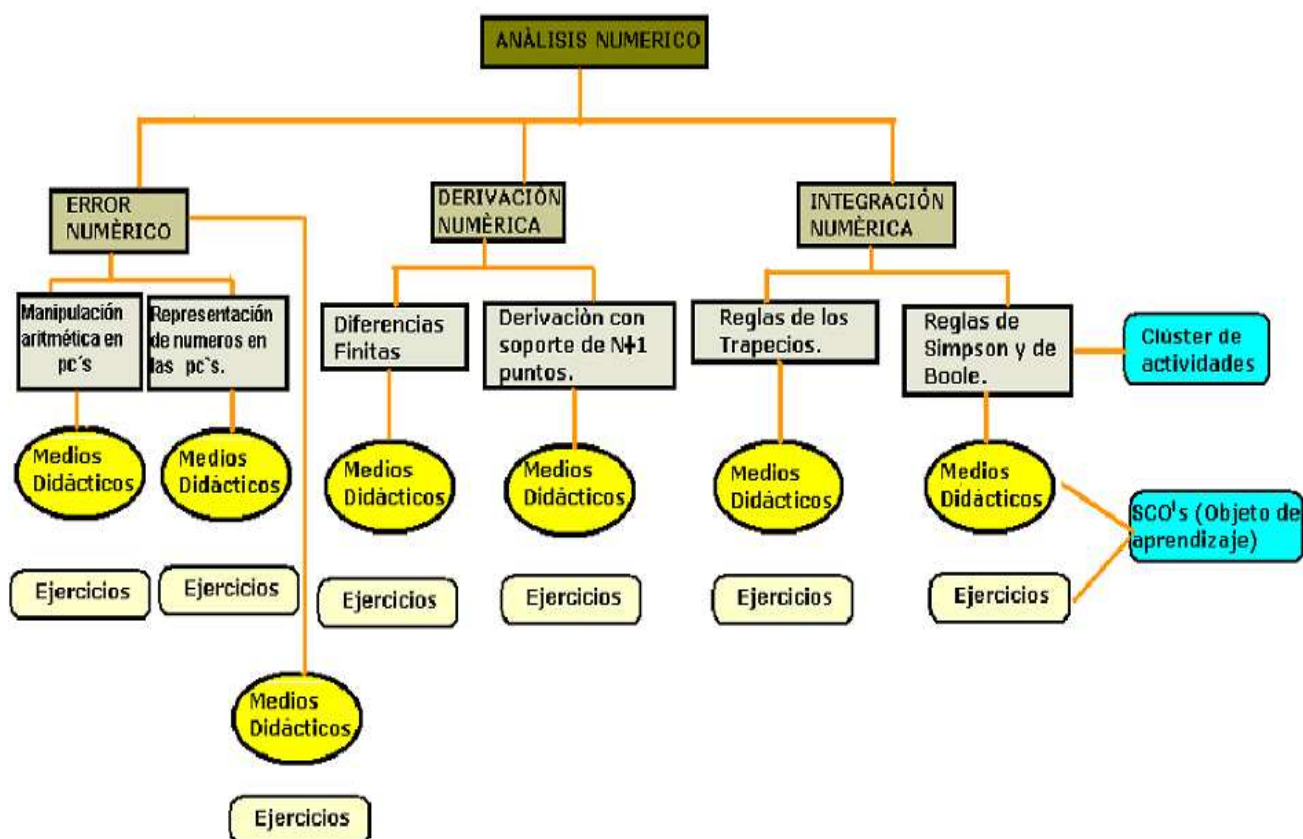 ANÀLISIS NUMERICO
ERROR
NUMÈRICO
DERIVACIÒN
NUMÈRICA
INTEGRACIÓN
NUMÈRICA
Manipulación
aritmética en
pc´s
Representación
de numeros en
las pc`s.
Diferencias
Finitas
Derivaciòn con
soporte de N+1
puntos.
Reglas de los
Trapecios.
Reglas de
Simpson y de
Boole.
Clúster de
actividades
Medios
Didácticos
Medios
Didácticos
Medios
Didácticos
Medios
Didácticos
Medios
Didácticos
Medios
Didácticos
SCO's (Objeto de
aprendizaje)
Ejercicios
Ejercicios
Ejercicios
Ejercicios
Ejercicios
Ejercicios
Medios
Didácticos
Ejercicios